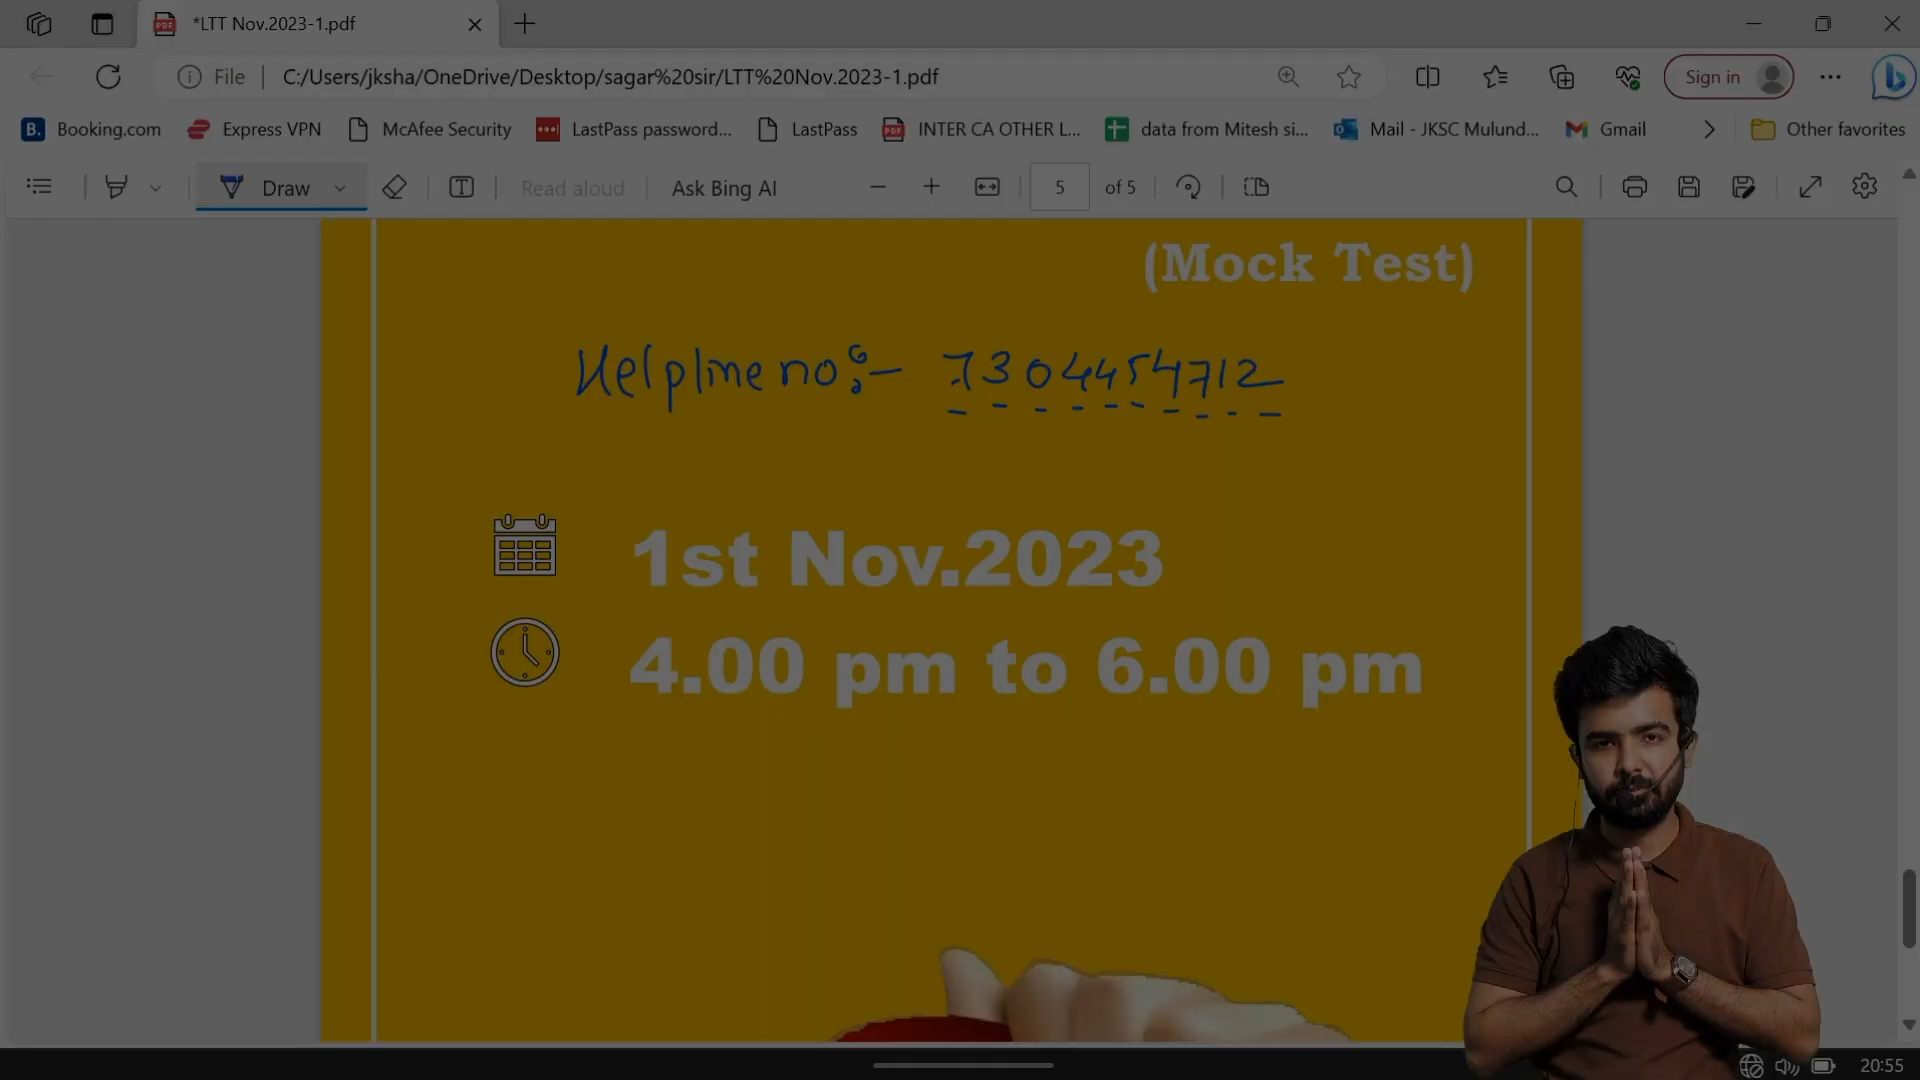 *LTT Nov.2023-1.pdf
File
C:/Users/jksha/OneDrive/Desktop/sagar%20sir/LTT%20Nov.2023-1.pdf
Sign in
B. Booking.com
Express VPN
McAfee Security
LastPass password...
LastPass
INTER CA OTHER L...
data from Mitesh si...
Mail - JKSC Mulund...
Gmail
Other favorites
Draw
Read aloud
Ask Bing AI
5
of 5
(Mock Test)
Helpline no:- 7304454712
1st Nov.2023
4.00 pm to 6.00 pm
20:55